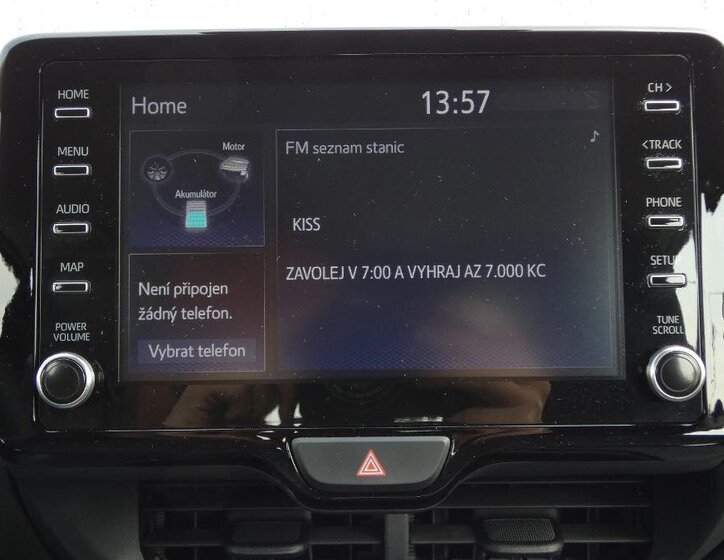 HOME
MENU
AUDIO
MAP
POWER
VOLUME
Home
13:57
Motor
Akumulátor
FM seznam stanic
♪
KISS
ZAVOLEJ V 7:00 A VYHRAJ AZ 7.000 KC
Není připojen
žádný telefon.
Vybrat telefon
CH >
< TRACK
PHONE
SETUP
TUNE
SCROLL